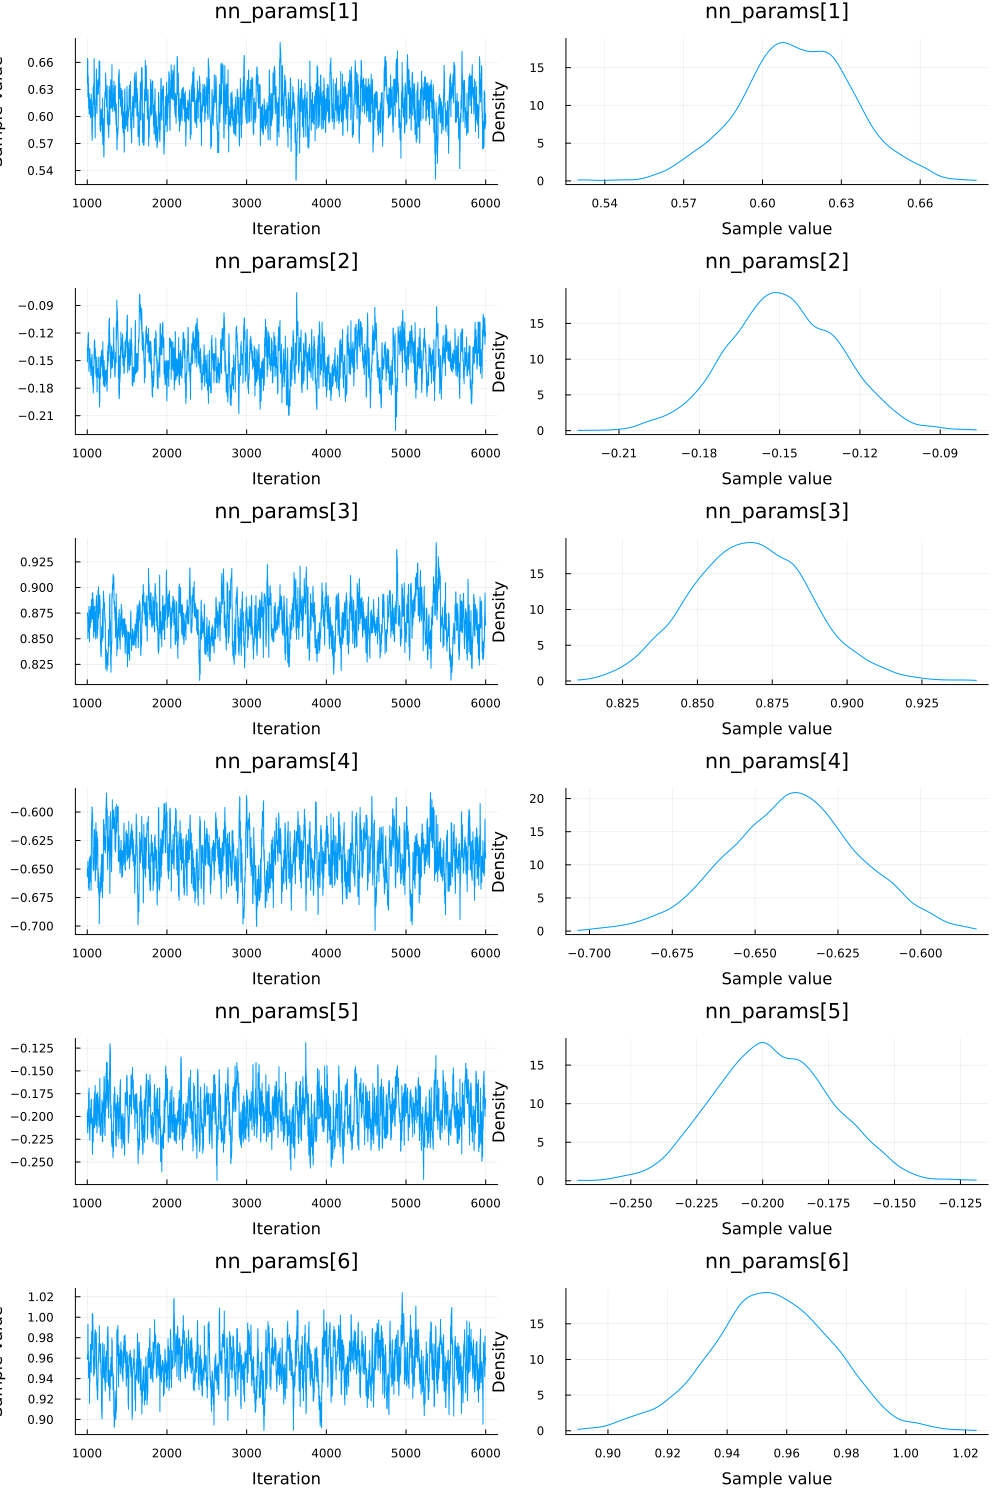 nn_params[1] nn_params[1]
0.66
0.63
0.60
0.57
0.54
Density
15
10
5
0
1000 2000 3000 4000 5000 6000
0.54 0.57 0.60 0.63 0.66
Iteration Sample value
nn_params[2] nn_params[2]
−0.09
−0.12
−0.15
−0.18
−0.21
Density
15
10
5
0
1000 2000 3000 4000 5000 6000
−0.21 −0.18 −0.15 −0.12 −0.09
Iteration Sample value
nn_params[3] nn_params[3]
0.925
0.900
0.875
0.850
0.825
Density
15
10
5
0
1000 2000 3000 4000 5000 6000
0.825 0.850 0.875 0.900 0.925
Iteration Sample value
nn_params[4] nn_params[4]
−0.600
−0.625
−0.650
−0.675
−0.700
Density
20
15
10
5
0
1000 2000 3000 4000 5000 6000
−0.700 −0.675 −0.650 −0.625 −0.600
Iteration Sample value
nn_params[5] nn_params[5]
−0.125
−0.150
−0.175
−0.200
−0.225
−0.250
Density
15
10
5
0
1000 2000 3000 4000 5000 6000
−0.250 −0.225 −0.200 −0.175 −0.150 −0.125
Iteration Sample value
nn_params[6] nn_params[6]
1.02
1.00
0.98
0.96
0.94
0.92
0.90
Density
15
10
5
0
1000 2000 3000 4000 5000 6000
0.90 0.92 0.94 0.96 0.98 1.00 1.02
Iteration Sample value